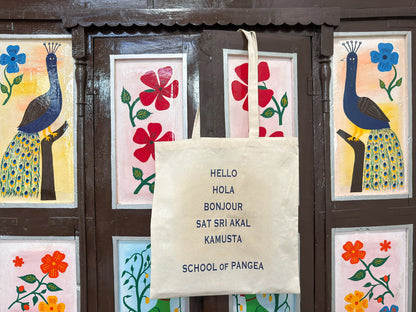 HELLO
HOLA
BONJOUR
SAT SRI AKAL
KAMUSTA
SCHOOL of PANGEA